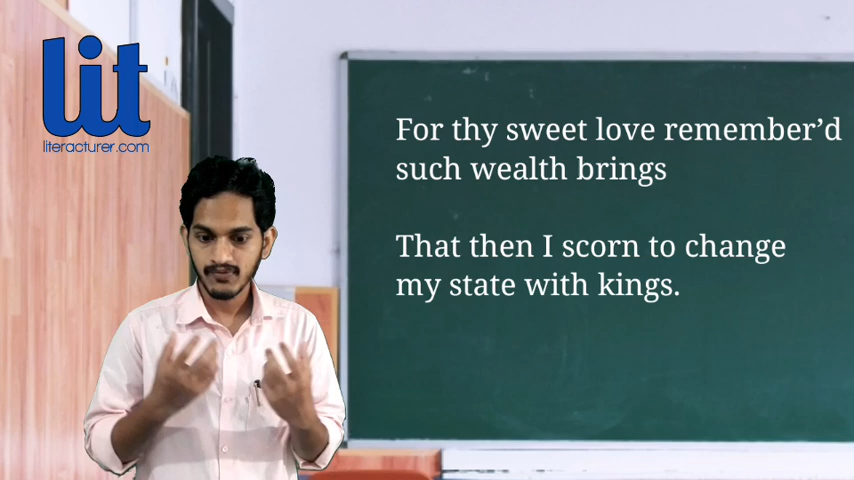 lit
literacturer.com
For thy sweet love remember’d
such wealth brings
That then I scorn to change
my state with kings.